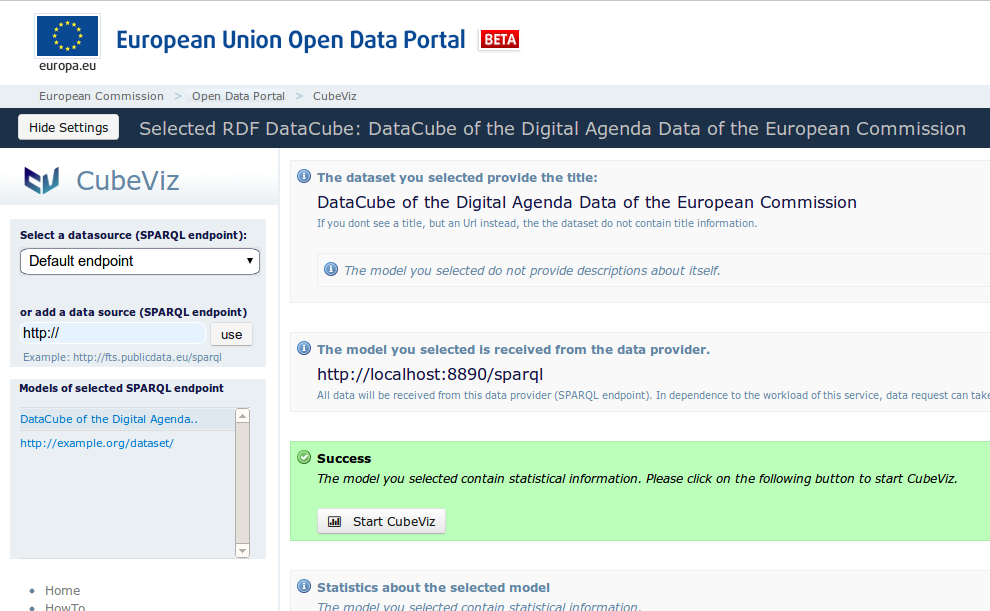 European Union Open Data Portal BETA
europa.eu
European Commission > Open Data Portal > CubeViz
Hide Settings
Selected RDF DataCube: DataCube of the Digital Agenda Data of the European Commission
CubeViz
Select a datasource (SPARQL endpoint):
Default endpoint
or add a data source (SPARQL endpoint)
http://
use
Example: http://fts.publicdata.eu/sparql
Models of selected SPARQL endpoint
DataCube of the Digital Agenda..
http://example.org/dataset/
Home
HowTo
The dataset you selected provide the title:
DataCube of the Digital Agenda Data of the European Commission
If you dont see a title, but an Url instead, the the dataset do not contain title information.
The model you selected do not provide descriptions about itself.
The model you selected is received from the data provider.
http://localhost:8890/sparql
All data will be received from this data provider (SPARQL endpoint). In dependence to the workload of this service, data request can take
Success
The model you selected contain statistical information. Please click on the following button to start CubeViz.
Start CubeViz
Statistics about the selected model
The model you selected contain statistical information.